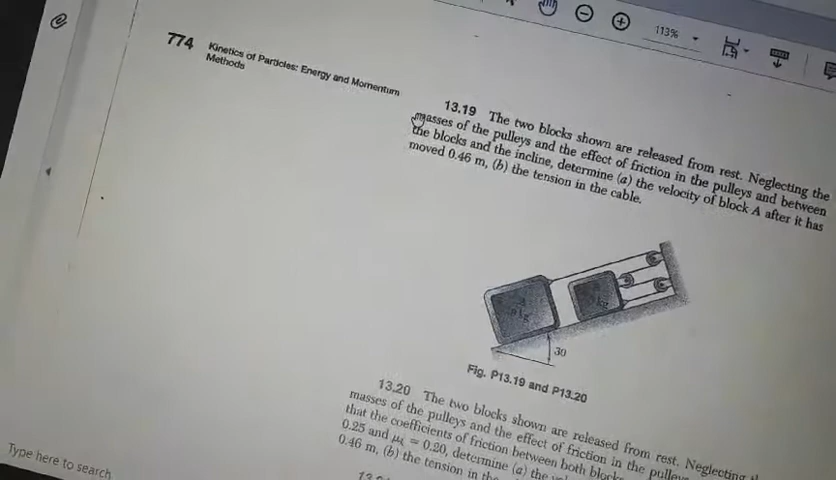 113%
774 Kinetics of Particles: Energy and Momentum
Methods
13.19 The two blocks shown are released from rest. Neglecting the
masses of the pulleys and the effect of friction in the pulleys and between
the blocks and the incline, determine (a) the velocity of block A after it has
moved 0.46 m, (b) the tension in the cable.
A
kg
kg
30
Fig. P13.19 and P13.20
13.20 The two blocks shown are released from rest. Neglecting
masses of the pulleys and the effect of friction in the pulleys
that the coefficients of friction between both blocks
0.25 and μk = 0.20, determine (a) the
0.46 m, (b) the tension in the
Type here to search